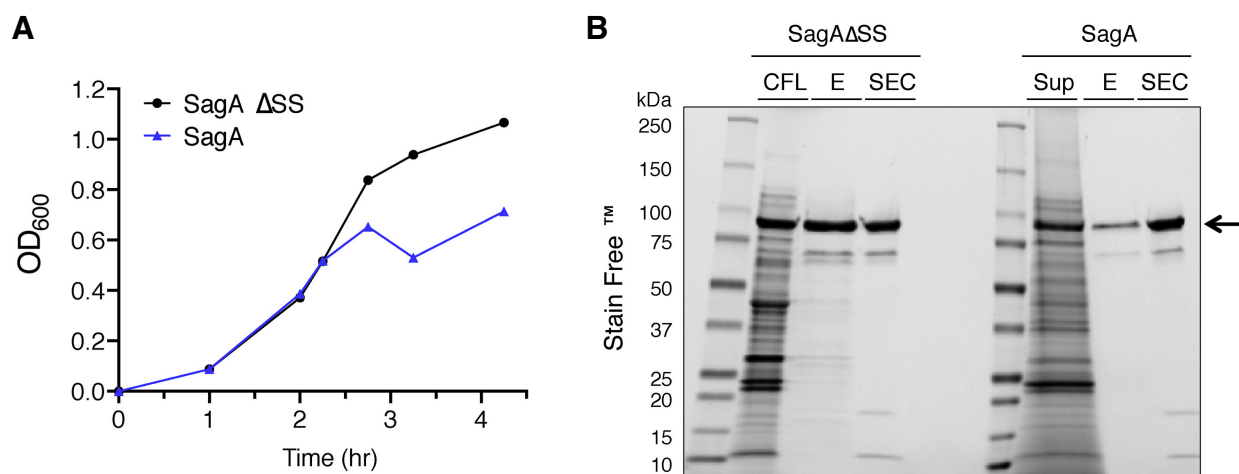 A
SagA ΔSS
SagA
OD600
1.2
1.0
0.8
0.6
0.4
0.2
0.0
0 1 2 3 4
Time (hr)
B
SagAΔSS SagA
CFL E SEC Sup E SEC
kDa
250
150
100
75
50
37
25
20
15
10
Stain Free ™